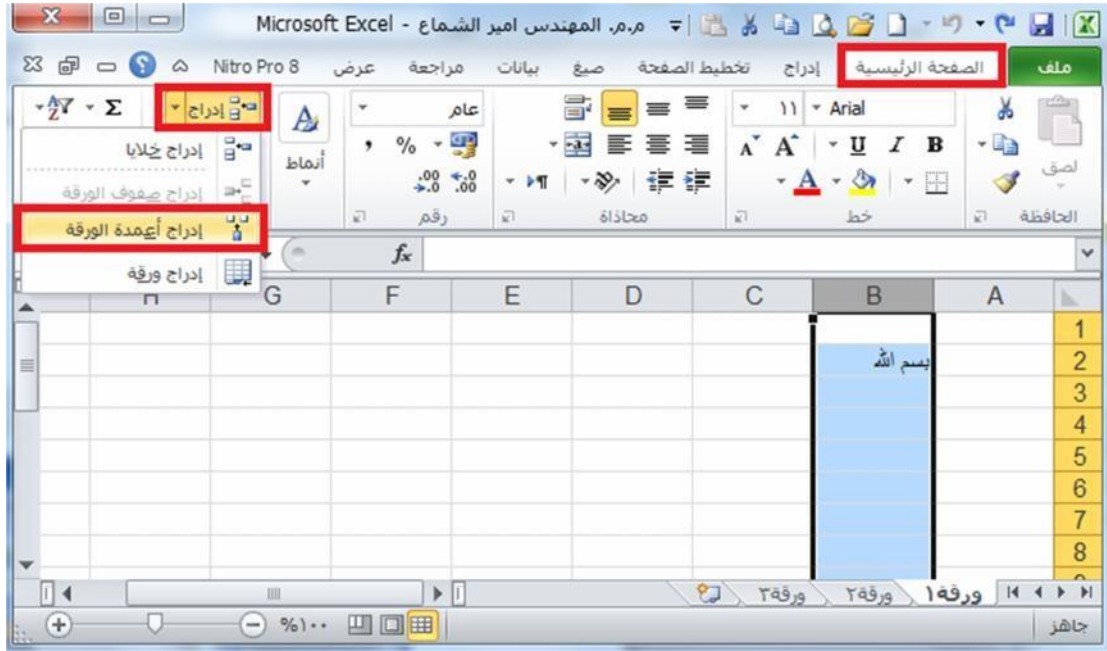 م.م. المهندس امير الشماع - Microsoft Excel
ملف الصفحة الرئيسية إدراج تخطيط الصفحة صيغ بيانات مراجعة عرض Nitro Pro 8
Arial ١١ عام أنماط إدراج Σ
لصق B I U A A A % ,
إدراج خلايا
إدراج صفوف الورقة
إدراج أعمدة الورقة
إدراج ورقة
الحافظة خط محاذاة رقم
fx
A B C D E F G H
1
2 بسم الله
3
4
5
6
7
8
ورقة١ ورقة٢ ورقة٣
جاهز %١٠٠